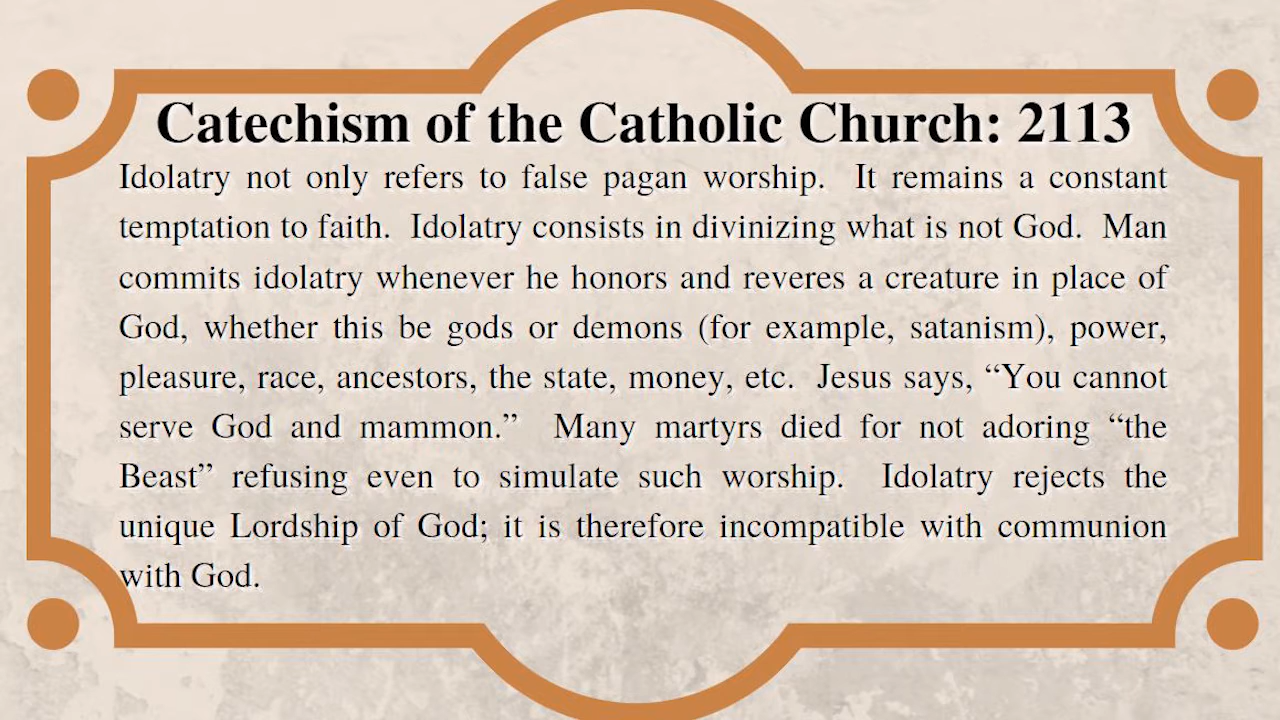 Catechism of the Catholic Church: 2113
Idolatry not only refers to false pagan worship. It remains a constant
temptation to faith. Idolatry consists in divinizing what is not God. Man
commits idolatry whenever he honors and reveres a creature in place of
God, whether this be gods or demons (for example, satanism), power,
pleasure, race, ancestors, the state, money, etc. Jesus says, “You cannot
serve God and mammon.” Many martyrs died for not adoring “the
Beast” refusing even to simulate such worship. Idolatry rejects the
unique Lordship of God; it is therefore incompatible with communion
with God.